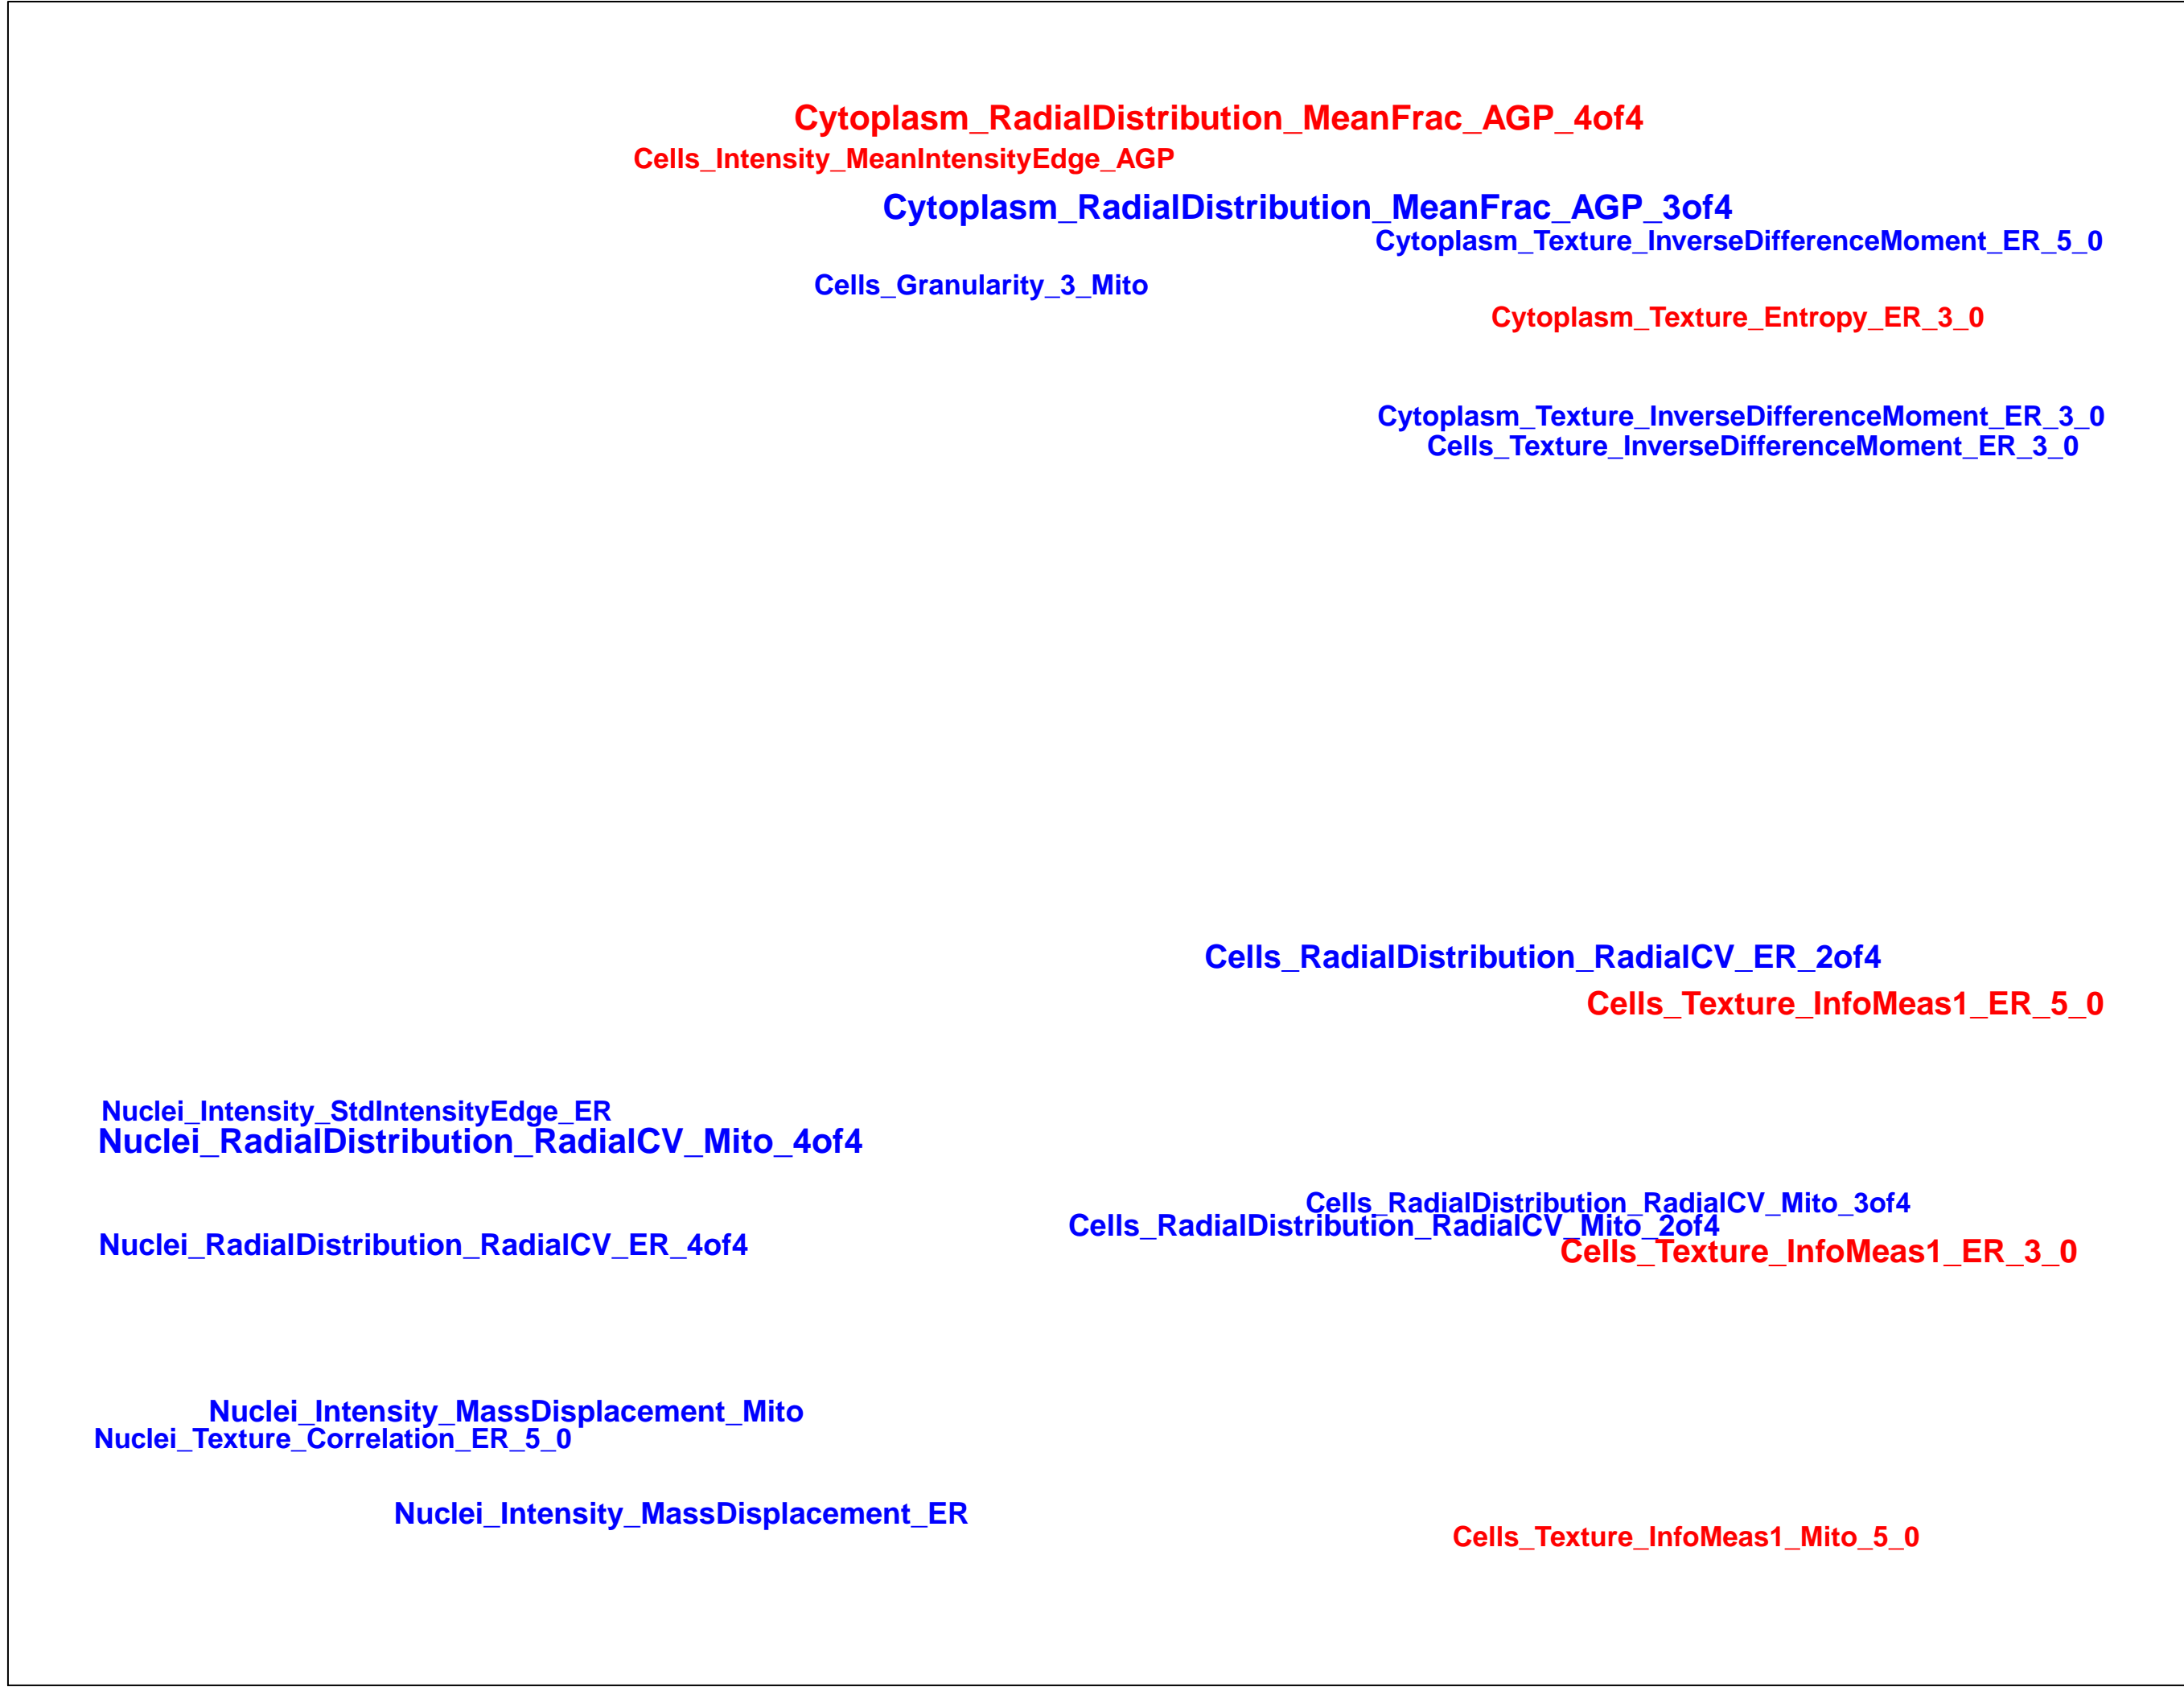 Cytoplasm_RadialDistribution_MeanFrac_AGP_4of4
Cells_Intensity_MeanIntensityEdge_AGP
Cytoplasm_RadialDistribution_MeanFrac_AGP_3of4
Cytoplasm_Texture_InverseDifferenceMoment_ER_5_0
Cells_Granularity_3_Mito
Cytoplasm_Texture_Entropy_ER_3_0
Cytoplasm_Texture_InverseDifferenceMoment_ER_3_0
Cells_Texture_InverseDifferenceMoment_ER_3_0
Cells_RadialDistribution_RadialCV_ER_2of4
Cells_Texture_InfoMeas1_ER_5_0
Nuclei_Intensity_StdIntensityEdge_ER
Nuclei_RadialDistribution_RadialCV_Mito_4of4
Cells_RadialDistribution_RadialCV_Mito_3of4
Cells_RadialDistribution_RadialCV_Mito_2of4
Nuclei_RadialDistribution_RadialCV_ER_4of4
Cells_Texture_InfoMeas1_ER_3_0
Nuclei_Intensity_MassDisplacement_Mito
Nuclei_Texture_Correlation_ER_5_0
Nuclei_Intensity_MassDisplacement_ER
Cells_Texture_InfoMeas1_Mito_5_0